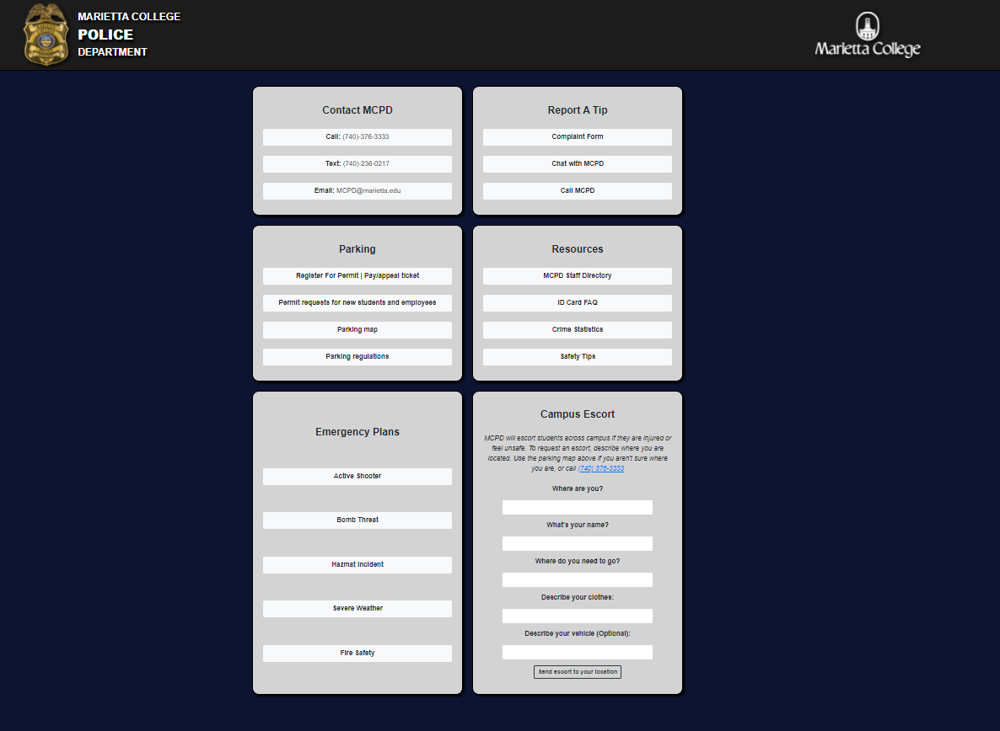 MARIETTA COLLEGE
POLICE
DEPARTMENT
Marietta College
Contact MCPD
Call: (740)-376-3333
Text: (740)-236-0217
Email: MCPD@marietta.edu
Report A Tip
Complaint Form
Chat with MCPD
Call MCPD
Parking
Register For Permit | Pay/appeal ticket
Permit requests for new students and employees
Parking map
Parking regulations
Resources
MCPD Staff Directory
ID Card FAQ
Crime Statistics
Safety Tips
Emergency Plans
Active Shooter
Bomb Threat
Hazmat Incident
Severe Weather
Fire Safety
Campus Escort
MCPD will escort students across campus if they are injured or
feel unsafe. To request an escort, describe where you are
located. Use the parking map above if you aren't sure where
you are, or call (740) 376-3333
Where are you?
What's your name?
Where do you need to go?
Describe your clothes:
Describe your vehicle (Optional):
Send escort to your location